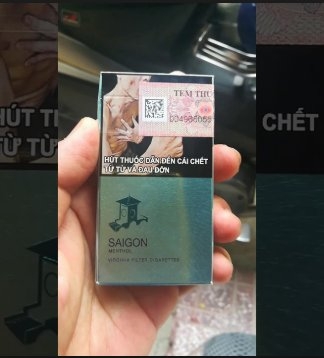 TEM THU
HÚT THUỐC DẪN ĐẾN CÁI CHẾT
TỪ TỪ VÀ ĐAU ĐỚN
SAIGON
MENTHOL
VIRGINIA FILTER CIGARETTES
HÚT T
TỪ TỪ
CHẾT